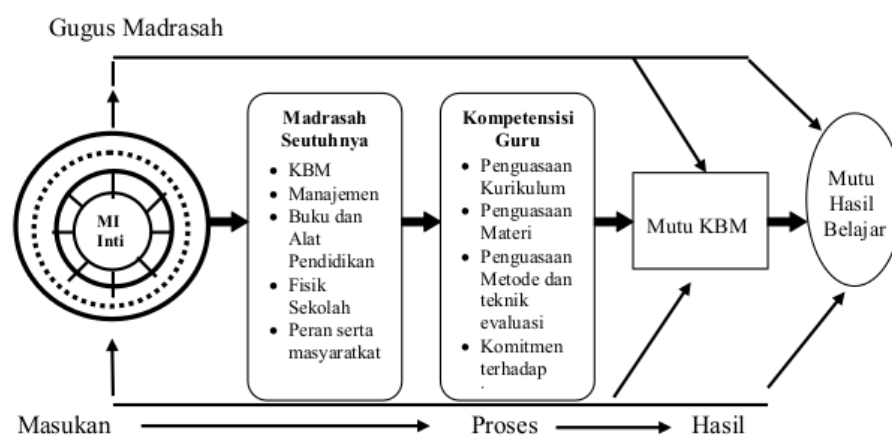 Gugus Madrasah
MI
Inti
Madrasah
Seutuhnya
• KBM
• Manajemen
• Buku dan
Alat
Pendidikan
• Fisik
Sekolah
• Peran serta
masyaratkat
Kompetensisi
Guru
• Penguasaan
Kurikulum
• Penguasaan
Materi
• Penguasaan
Metode dan
teknik
evaluasi
• Komitmen
terhadap
Mutu KBM
Mutu
Hasil
Belajar
Masukan
Proses
Hasil